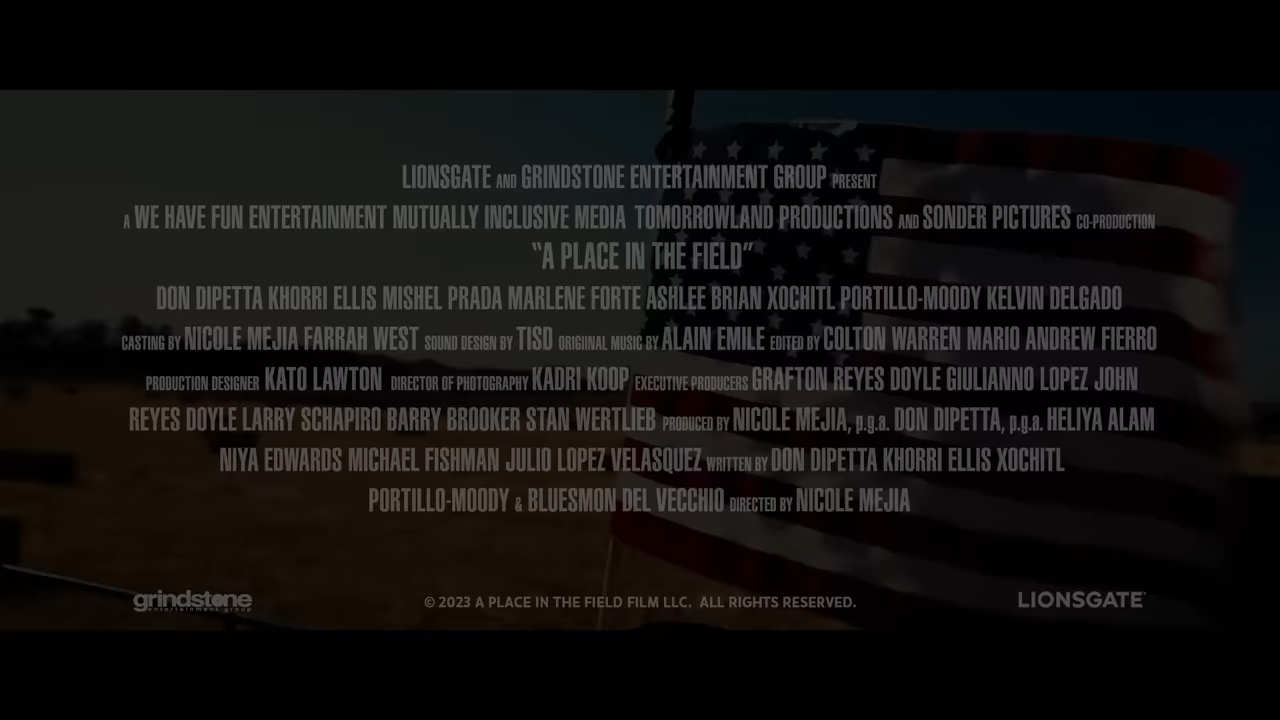 LIONSGATE AND GRINDSTONE ENTERTAINMENT GROUP PRESENT
A WE HAVE FUN ENTERTAINMENT MUTUALLY INCLUSIVE MEDIA TOMORROWLAND PRODUCTIONS AND SONDER PICTURES CO-PRODUCTION
"A PLACE IN THE FIELD"
DON DIPETTA KHORRI ELLIS MISHEL PRADA MARLENE FORTE ASHLEE BRIAN XOCHITL PORTILLO-MOODY KELVIN DELGADO
CASTING BY NICOLE MEJIA FARRAH WEST SOUND DESIGN BY TISD ORIGIINAL MUSIC BY ALAIN EMILE EDITED BY COLTON WARREN MARIO ANDREW FIERRO
PRODUCTION DESIGNER KATO LAWTON DIRECTOR OF PHOTOGRAPHY KADRI KOOP EXECUTIVE PRODUCERS GRAFTON REYES DOYLE GIULIANNO LOPEZ JOHN
REYES DOYLE LARRY SCHAPIRO BARRY BROOKER STAN WERTLIEB PRODUCED BY NICOLE MEJIA, p.g.a. DON DIPETTA, p.g.a. HELIYA ALAM
NIYA EDWARDS MICHAEL FISHMAN JULIO LOPEZ VELASQUEZ WRITTEN BY DON DIPETTA KHORRI ELLIS XOCHITL
PORTILLO-MOODY & BLUESMON DEL VECCHIO DIRECTED BY NICOLE MEJIA
grindstone
entertainment group
© 2023 A PLACE IN THE FIELD FILM LLC. ALL RIGHTS RESERVED.
LIONSGATE